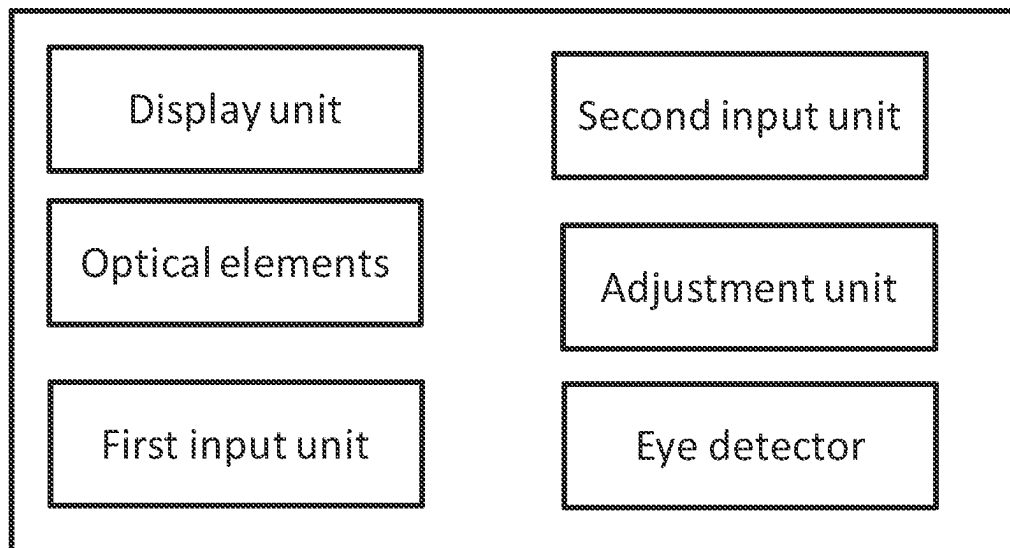 Display unit
Second input unit
Optical elements
Adjustment unit
First input unit
Eye detector